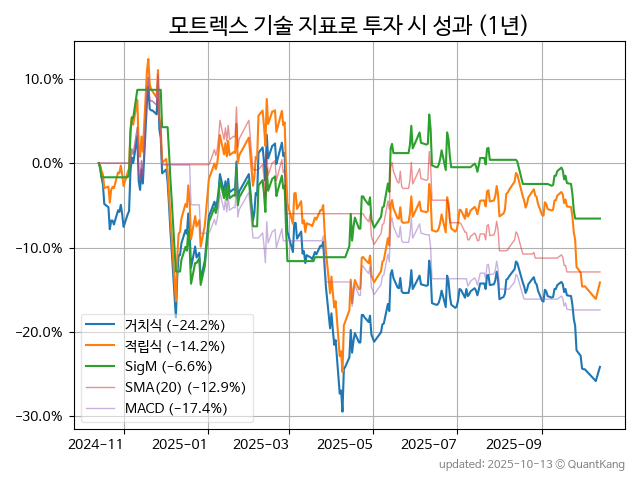 모트렉스 기술 지표로 투자 시 성과 (1년)
10.0%
0.0%
−10.0%
−20.0%
−30.0%
거치식 (−24.2%)
적립식 (−14.2%)
SigM (−6.6%)
SMA(20) (−12.9%)
MACD (−17.4%)
2024−11
2025−01
2025−03
2025−05
2025−07
2025−09
updated: 2025−10−13 © QuantKang